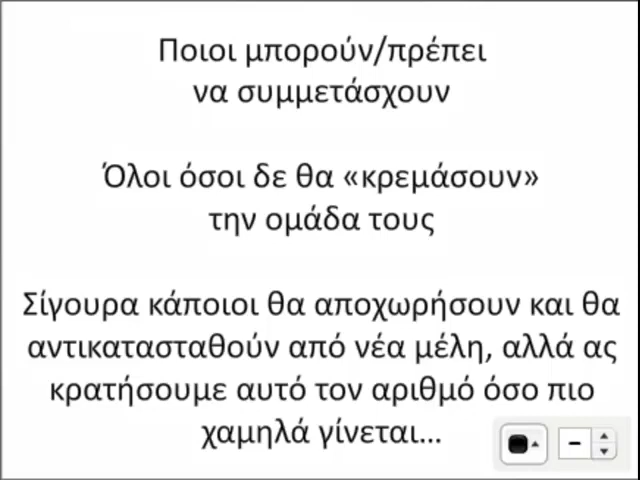 Ποιοι μπορούν/πρέπει
να συμμετάσχουν
Όλοι όσοι δε θα «κρεμάσουν»
την ομάδα τους
Σίγουρα κάποιοι θα αποχωρήσουν και θα
αντικατασταθούν από νέα μέλη, αλλά ας
κρατήσουμε αυτό τον αριθμό όσο πιο
χαμηλά γίνεται...